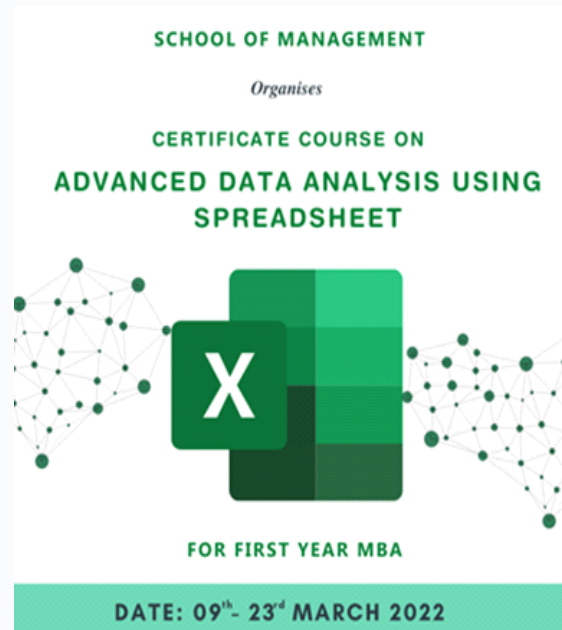 SCHOOL OF MANAGEMENT
Organises
CERTIFICATE COURSE ON
ADVANCED DATA ANALYSIS USING
SPREADSHEET
X
FOR FIRST YEAR MBA
DATE: 09th- 23rd MARCH 2022